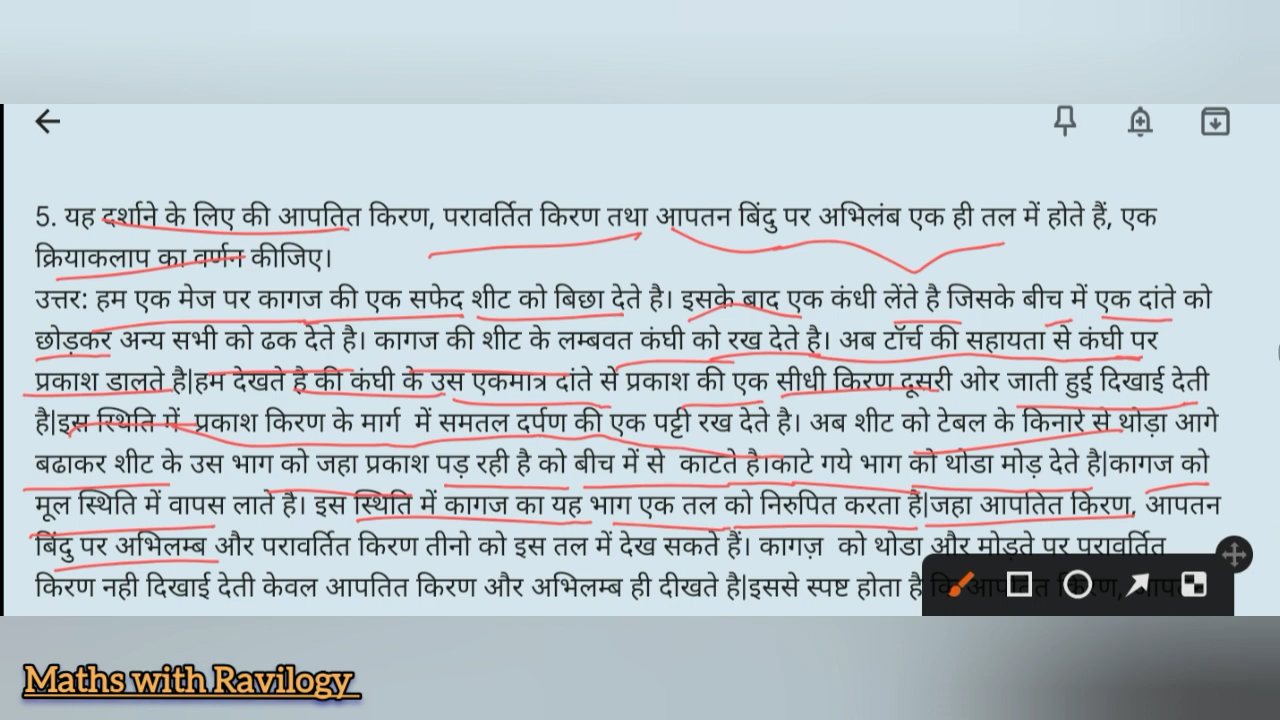 5. यह दर्शाने के लिए की आपतित किरण, परावर्तित किरण तथा आपतन बिंदु पर अभिलंब एक ही तल में होते हैं, एक
क्रियाकलाप का वर्णन कीजिए।
उत्तर: हम एक मेज पर कागज की एक सफेद शीट को बिछा देते है। इसके बाद एक कंधी लेंते है जिसके बीच में एक दांते को
छोड़कर अन्य सभी को ढक देते है। कागज की शीट के लम्बवत कंघी को रख देते है। अब टॉर्च की सहायता से कंघी पर
प्रकाश डालते है|हम देखते है की कंघी के उस एकमात्र दांते से प्रकाश की एक सीधी किरण दूसरी ओर जाती हुई दिखाई देती
है|इस स्थिति में प्रकाश किरण के मार्ग में समतल दर्पण की एक पट्टी रख देते है। अब शीट को टेबल के किनार से थोड़ा आगे
बढाकर शीट के उस भाग को जहा प्रकाश पड़ रही है को बीच में से काटते है।काटे गये भाग को थोडा मोड़ देते है|कागज को
मूल स्थिति में वापस लाते है। इस स्थिति में कागज का यह भाग एक तल को निरुपित करता है|जहा आपतित किरण, आपतन
बिंदु पर अभिलम्ब और परावर्तित किरण तीनो को इस तल में देख सकते हैं। कागज़ को थोडा और मोड़ते पर परावर्तित
किरण नही दिखाई देती केवल आपतित किरण और अभिलम्ब ही दीखते है|इससे स्पष्ट होता है कि आपतित किरण,
Maths with Ravilogy